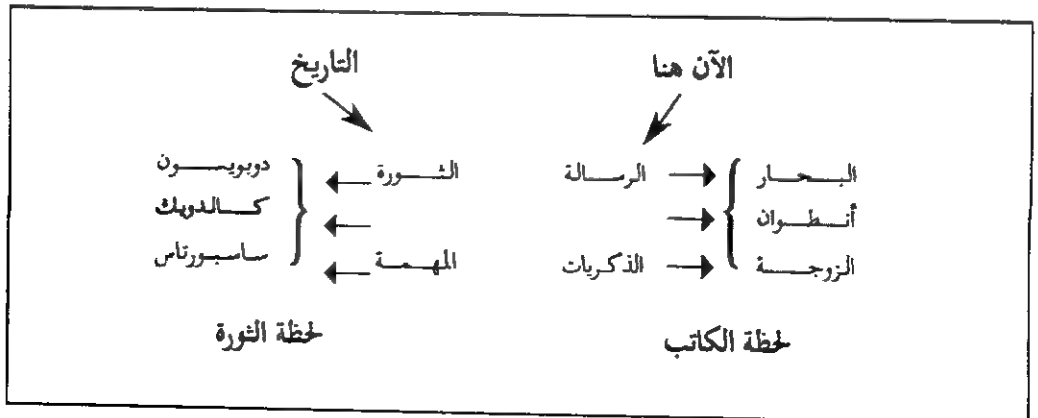 الآن هنا التاريخ
البحار الرسالة الثورة دوبويسون
أنطوان كالدويك
الزوجة الذكريات المهمة ساسبورتاس
لحظة الكاتب لحظة الثورة